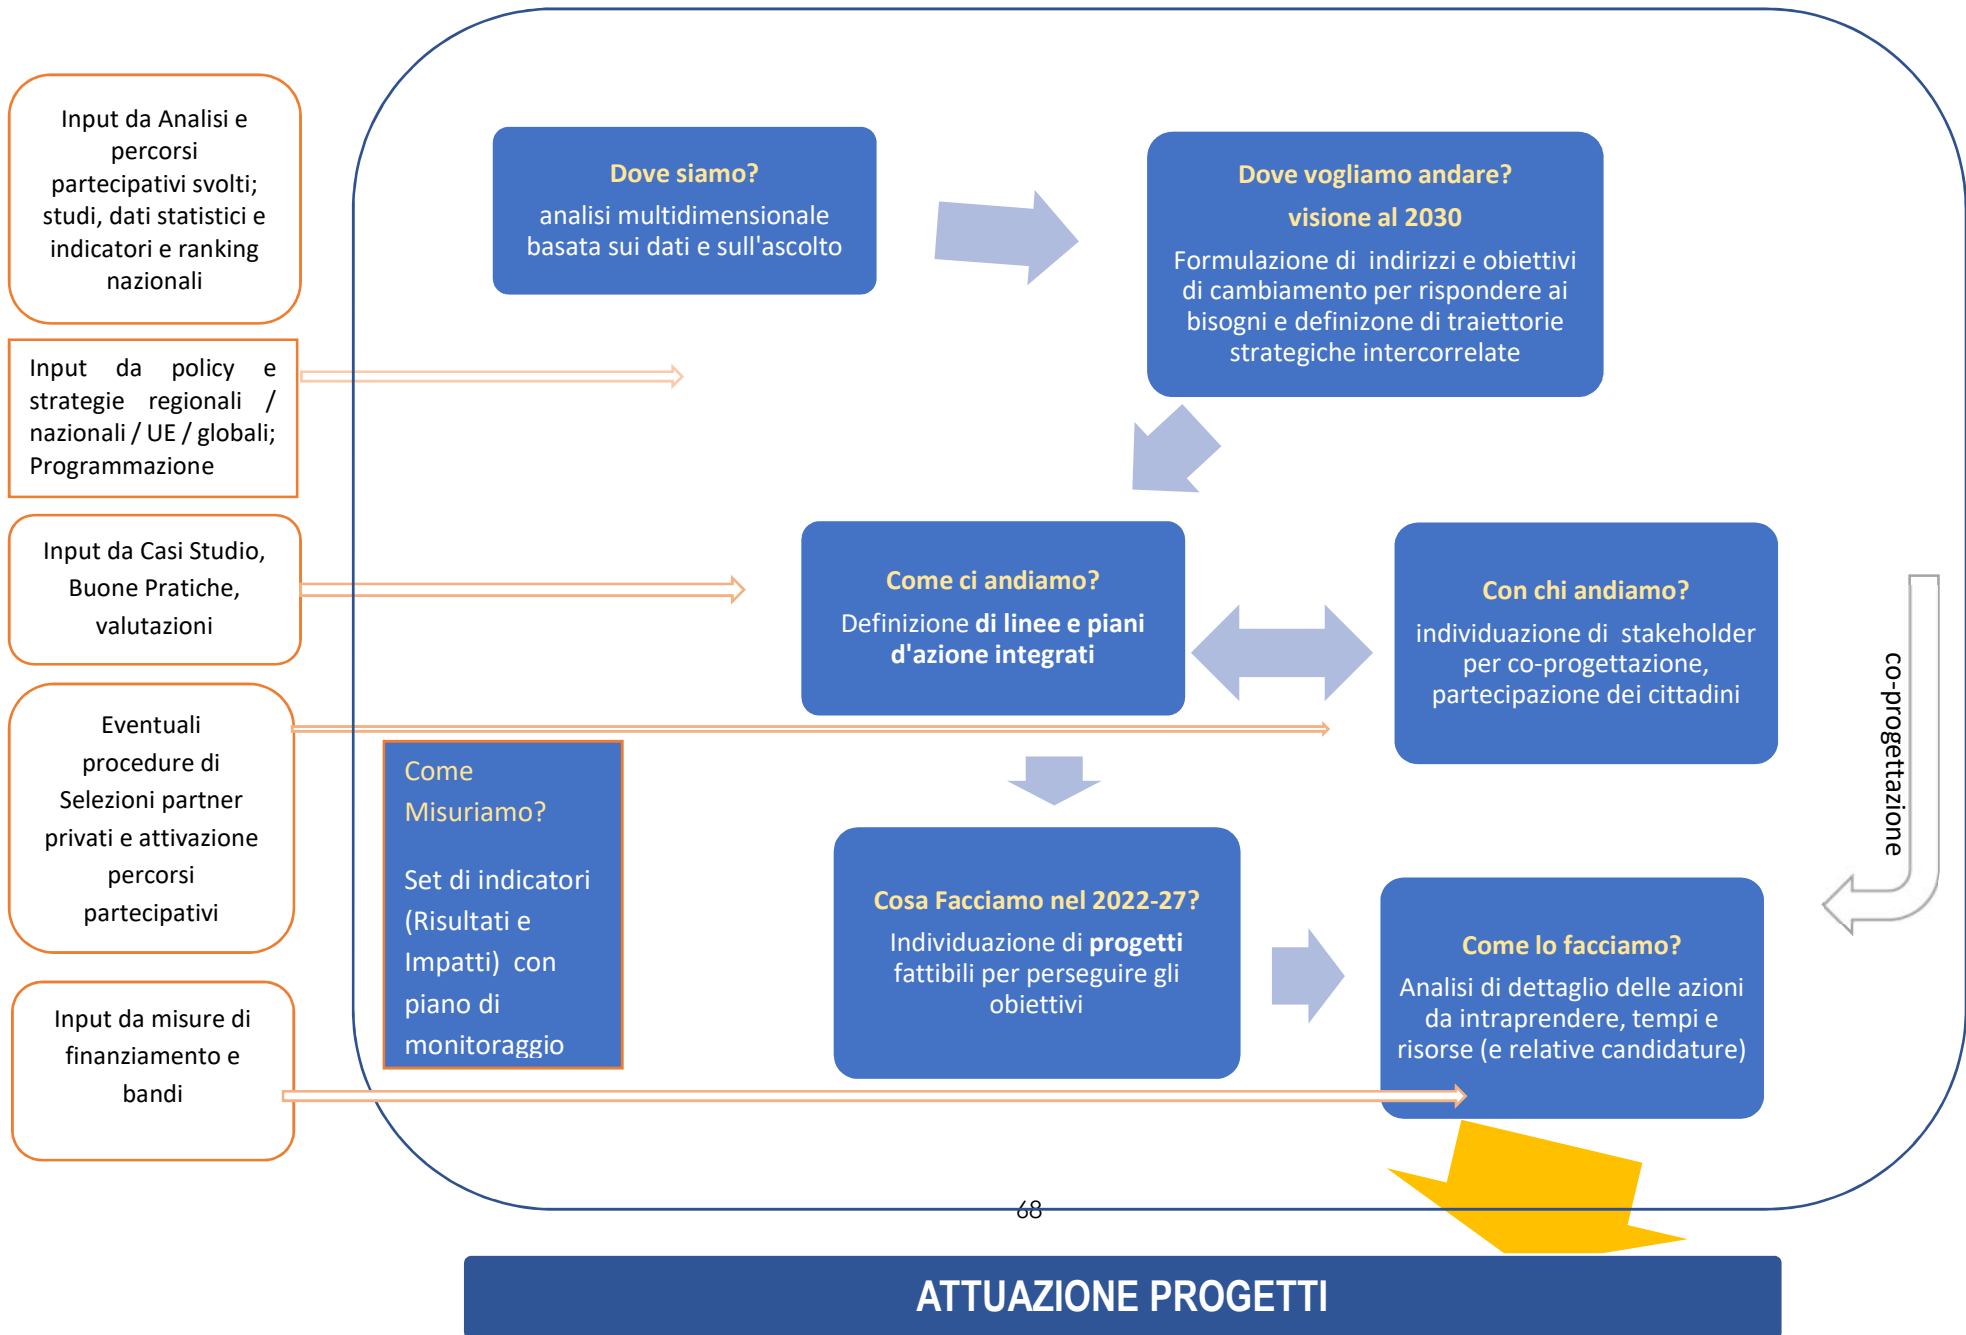 Input da Analisi e
percorsi
partecipativi svolti;
studi, dati statistici e
indicatori e ranking
nazionali
Input da policy e
strategie regionali /
nazionali / UE / globali;
Programmazione
Input da Casi Studio,
Buone Pratiche,
valutazioni
Eventuali
procedure di
Selezioni partner
privati e attivazione
percorsi
partecipativi
Input da misure di
finanziamento e
bandi
Dove siamo?
analisi multidimensionale
basata sui dati e sull'ascolto
Dove vogliamo andare?
visione al 2030
Formulazione di indirizzi e obiettivi
di cambiamento per rispondere ai
bisogni e definizone di traiettorie
strategiche intercorrelate
Come ci andiamo?
Definizione di linee e piani
d'azione integrati
Con chi andiamo?
individuazione di stakeholder
per co-progettazione,
partecipazione dei cittadini
co-progettazione
Come
Misuriamo?
Set di indicatori
(Risultati e
Impatti) con
piano di
monitoraggio
Cosa Facciamo nel 2022-27?
Individuazione di progetti
fattibili per perseguire gli
obiettivi
Come lo facciamo?
Analisi di dettaglio delle azioni
da intraprendere, tempi e
risorse (e relative candidature)
68
ATTUAZIONE PROGETTI